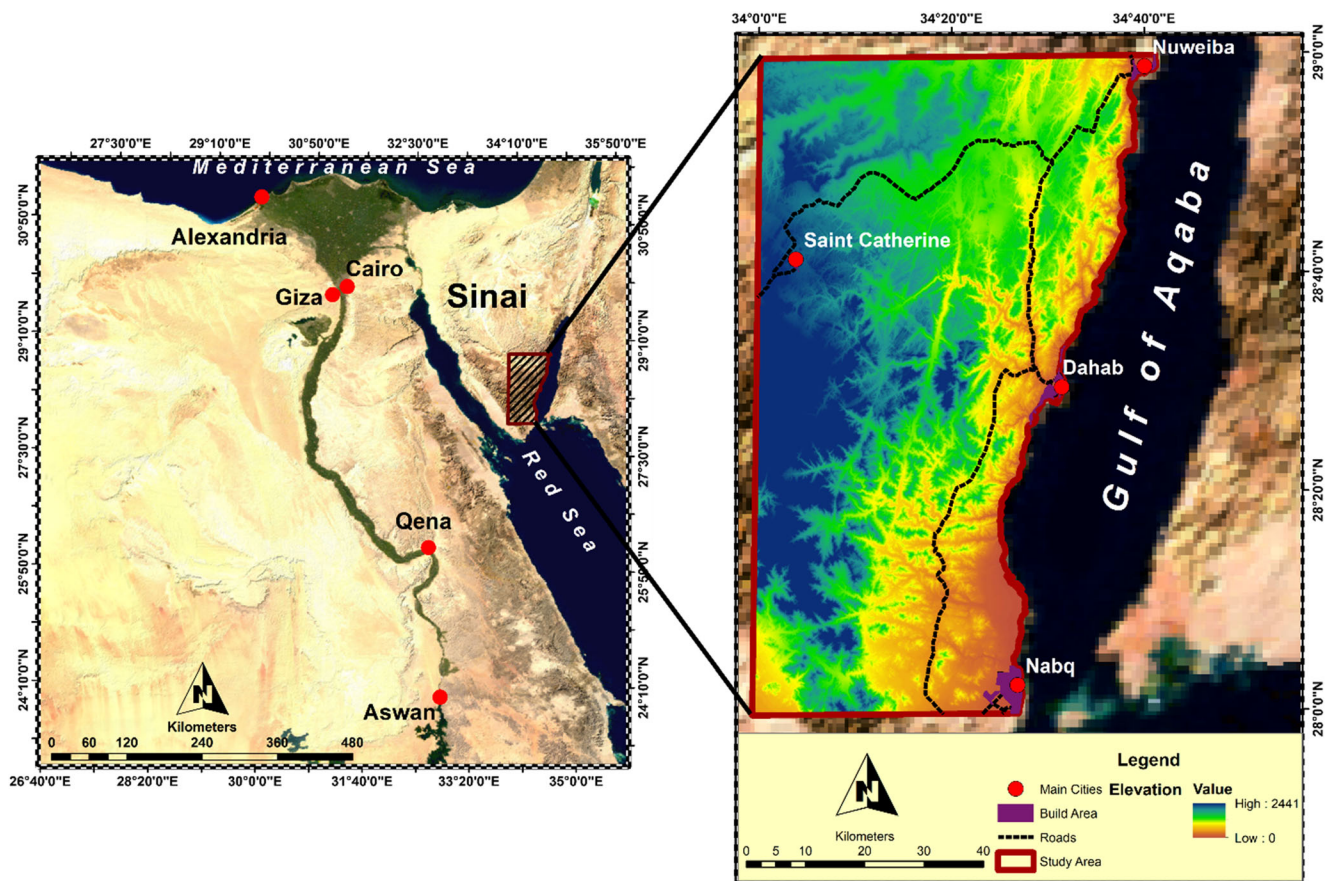 27°30'0"E 29°10'0"E 30°50'0"E 32°30'0"E 34°0'0"E 35°50'0"E
Mediterranean Sea
30°50'0"N
30°50'0"N
Alexandria
Cairo
Giza
Sinai
29°10'0"N
29°10'0"N
27°30'0"N
27°30'0"N
Red Sea
Qena
25°50'0"N
25°50'0"N
24°10'0"N
24°10'0"N
Aswan
N
Kilometers
0 60 120 240 360 480
26°40'0"E 28°20'0"E 30°0'0"E 31°40'0"E 33°20'0"E 35°0'0"E
34°0'0"E 34°20'0"E 34°40'0"E
Nuweiba
29°0'0"N
Saint Catherine
28°40'0"N
Gulf of Aqaba
Dahab
28°20'0"N
Nabq
28°0'0"N
N
Kilometers
0 5 10 20 30 40
Legend
Main Cities
Build Area
Roads
Study Area
Elevation Value
High : 2441
Low : 0